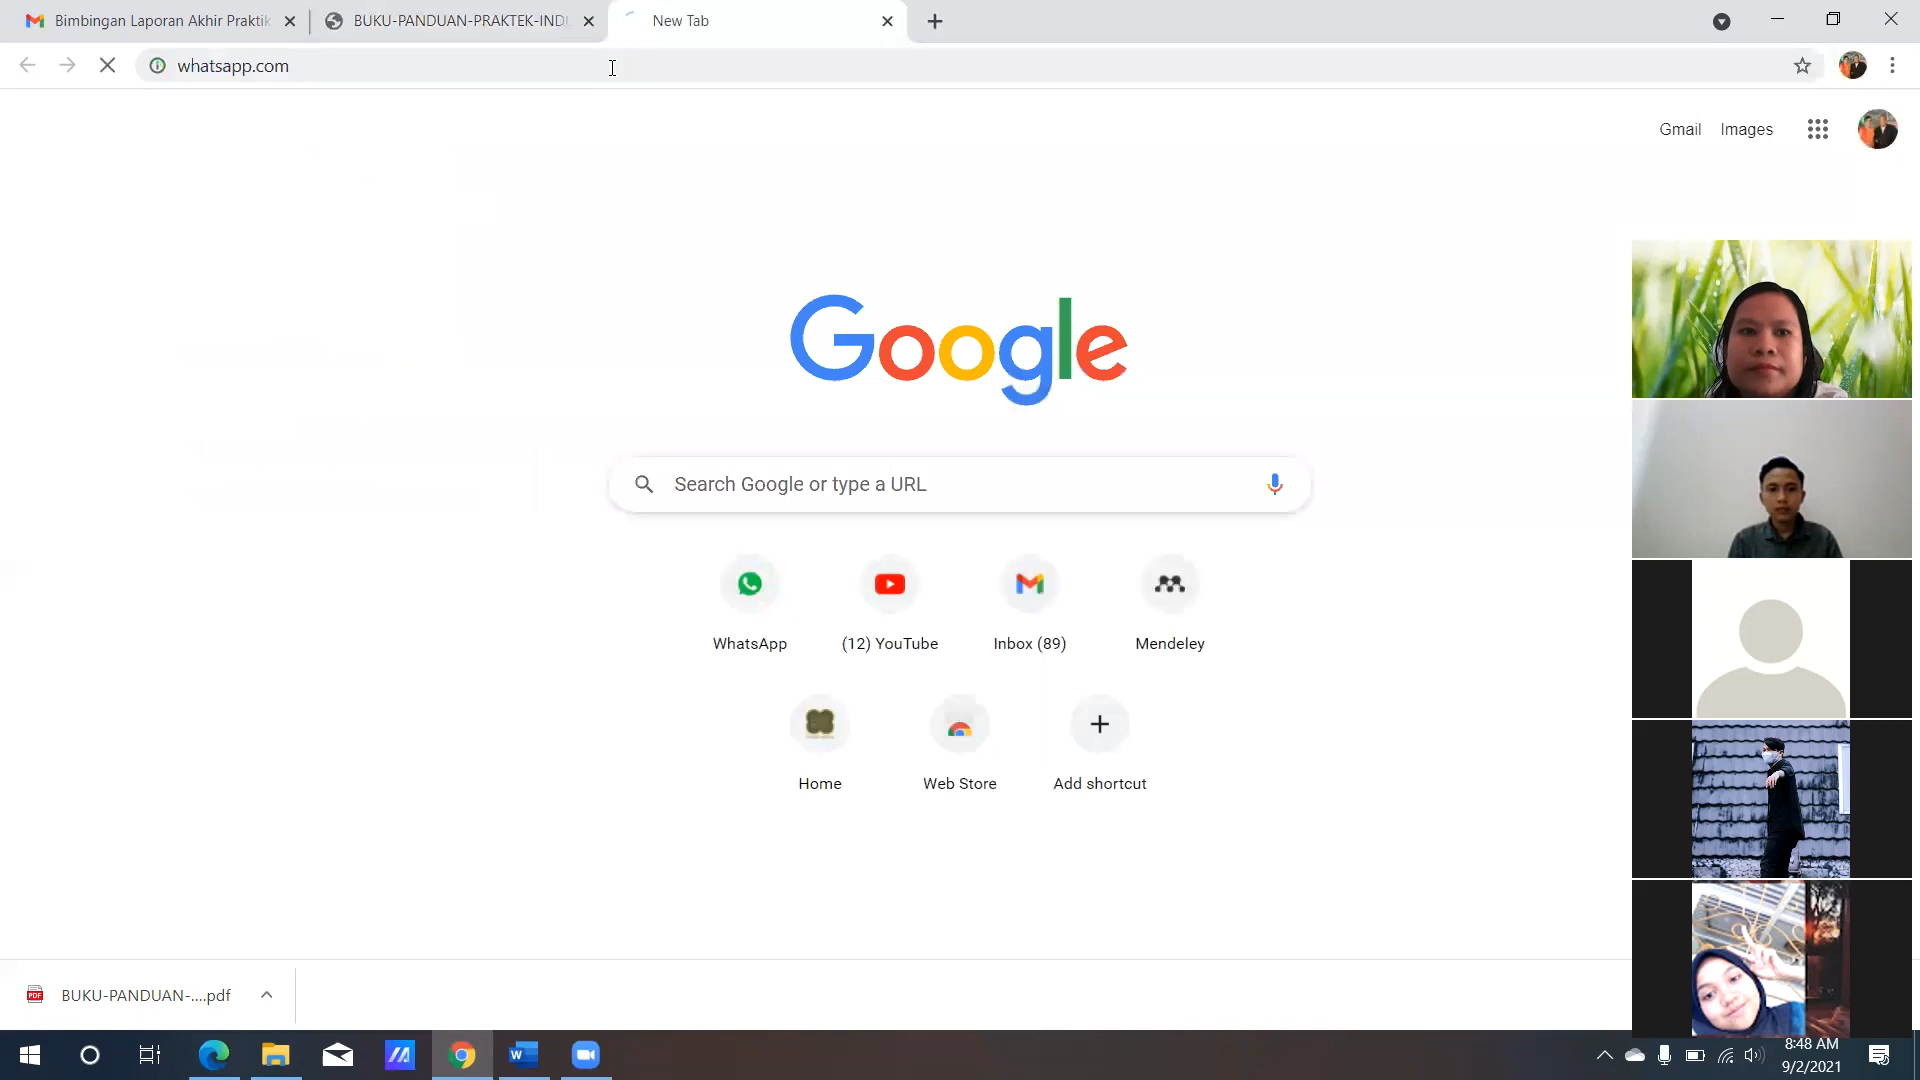 Bimbingan Laporan Akhir Praktik
BUKU-PANDUAN-PRAKTEK-INDU
New Tab
whatsapp.com
Gmail Images
Google
Search Google or type a URL
WhatsApp
(12) YouTube
Inbox (89)
Mendeley
Home
Web Store
Add shortcut
PDF
BUKU-PANDUAN-....pdf
8:48 AM
9/2/2021